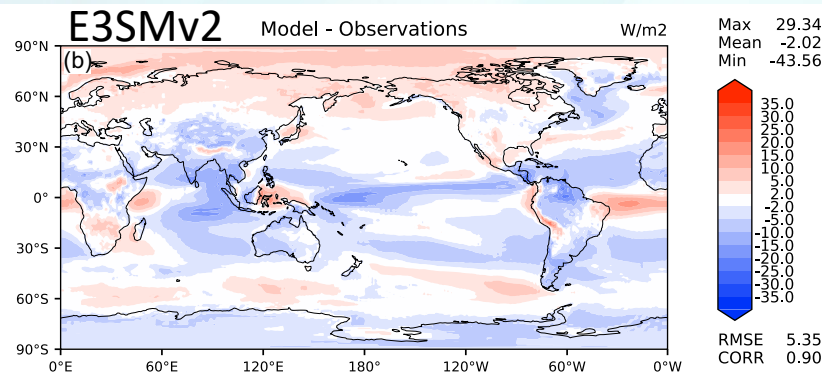 E3SMv2 Model - Observations W/m2
(b)
90°N
60°N
30°N
0°
30°S
60°S
90°S
0°E 60°E 120°E 180° 120°W 60°W 0°W
Max 29.34
Mean -2.02
Min -43.56
35.0
30.0
25.0
20.0
15.0
10.0
5.0
2.0
-2.0
-5.0
-10.0
-15.0
-20.0
-25.0
-30.0
-35.0
RMSE 5.35
CORR 0.90